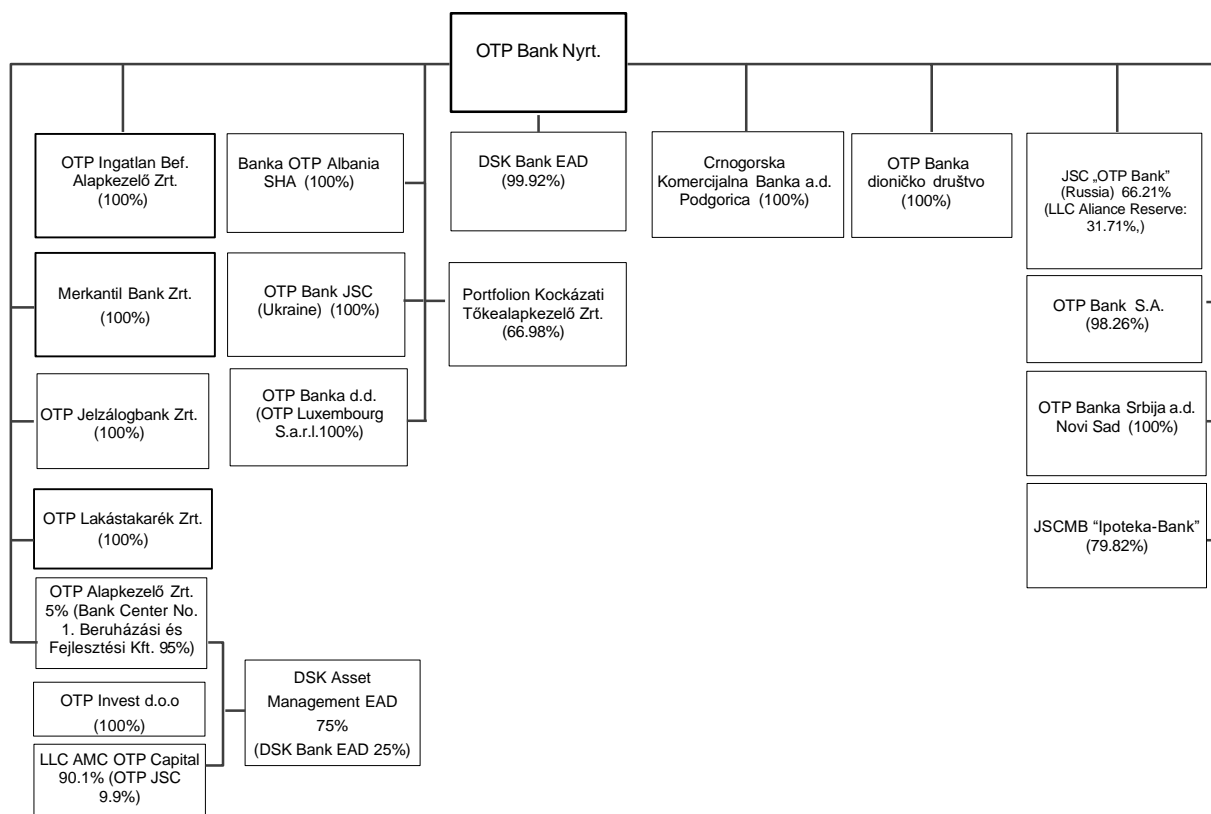 OTP Bank Nyrt.
OTP Ingatlan Bef.
Alapkezelő Zrt.
(100%)
Banka OTP Albania
SHA (100%)
DSK Bank EAD
(99.92%)
Crnogorska
Komercijalna Banka a.d.
Podgorica (100%)
OTP Banka
dioničko društvo
(100%)
JSC „OTP Bank”
(Russia) 66.21%
(LLC Aliance Reserve:
31.71%,)
Merkantil Bank Zrt.
(100%)
OTP Bank JSC
(Ukraine) (100%)
Portfolion Kockázati
Tőkealapkezelő Zrt.
(66.98%)
OTP Bank S.A.
(98.26%)
OTP Jelzálogbank Zrt.
(100%)
OTP Banka d.d.
(OTP Luxembourg
S.a.r.l.100%)
OTP Banka Srbija a.d.
Novi Sad (100%)
OTP Lakástakarék Zrt.
(100%)
JSCMB “Ipoteka-Bank”
(79.82%)
OTP Alapkezelő Zrt.
5% (Bank Center No.
1. Beruházási és
Fejlesztési Kft. 95%)
OTP Invest d.o.o
(100%)
LLC AMC OTP Capital
90.1% (OTP JSC
9.9%)
DSK Asset
Management EAD
75%
(DSK Bank EAD 25%)